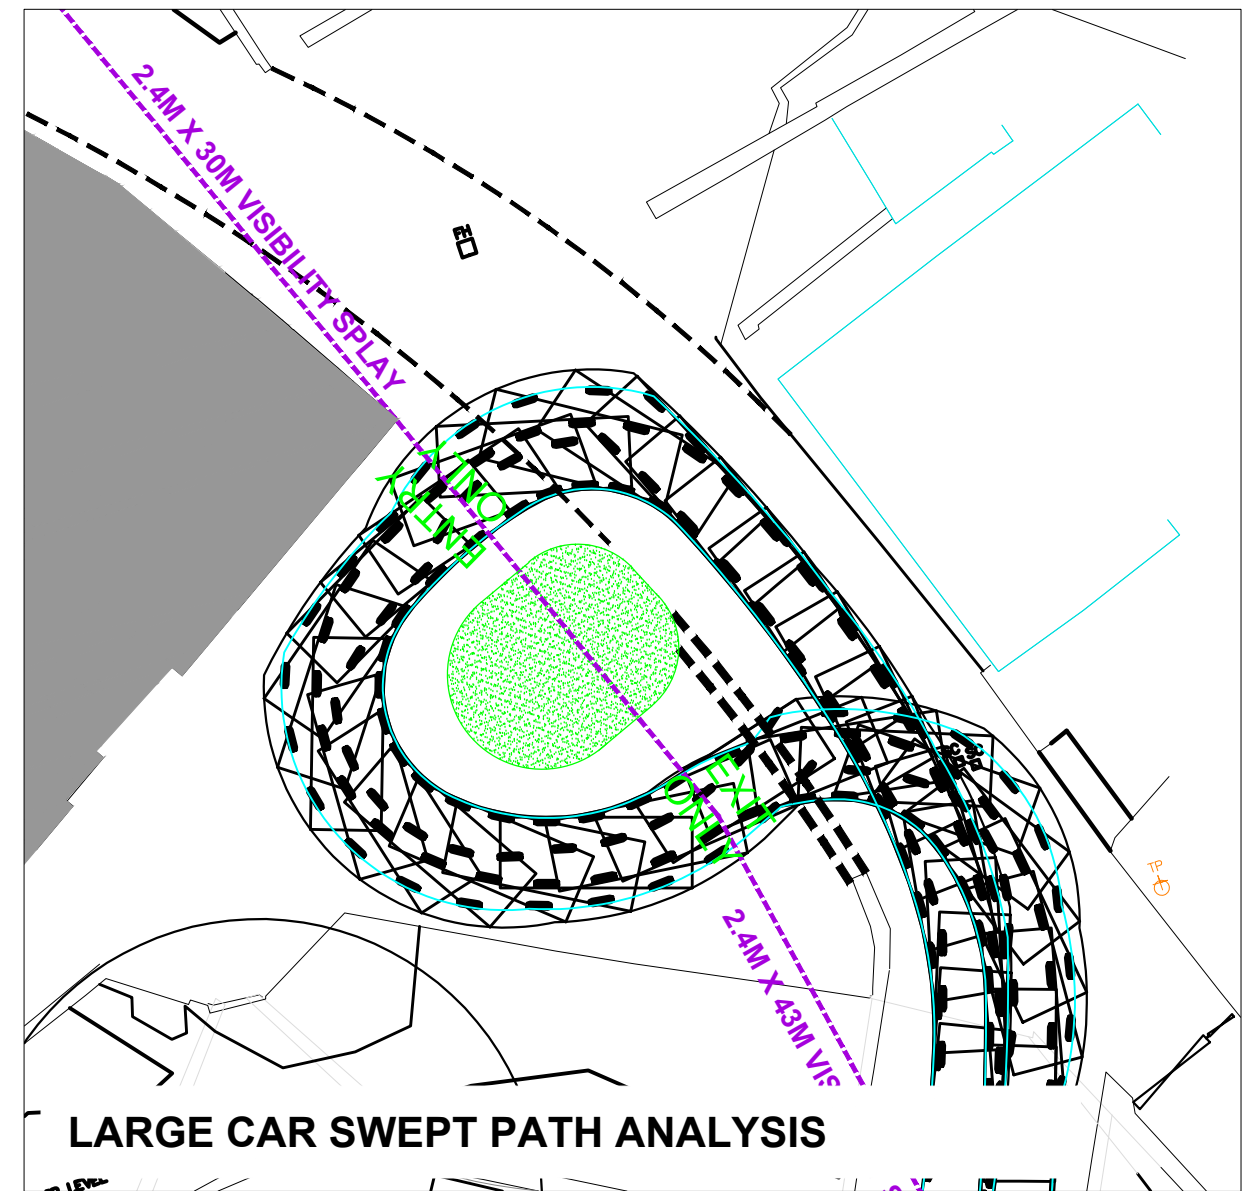 2.4M X 30M VISIBILITY SPLAY
FH
ENTRY
ONLY
EXIT
ONLY
TP
2.4M X 43M VIS
LARGE CAR SWEPT PATH ANALYSIS
LEVEL